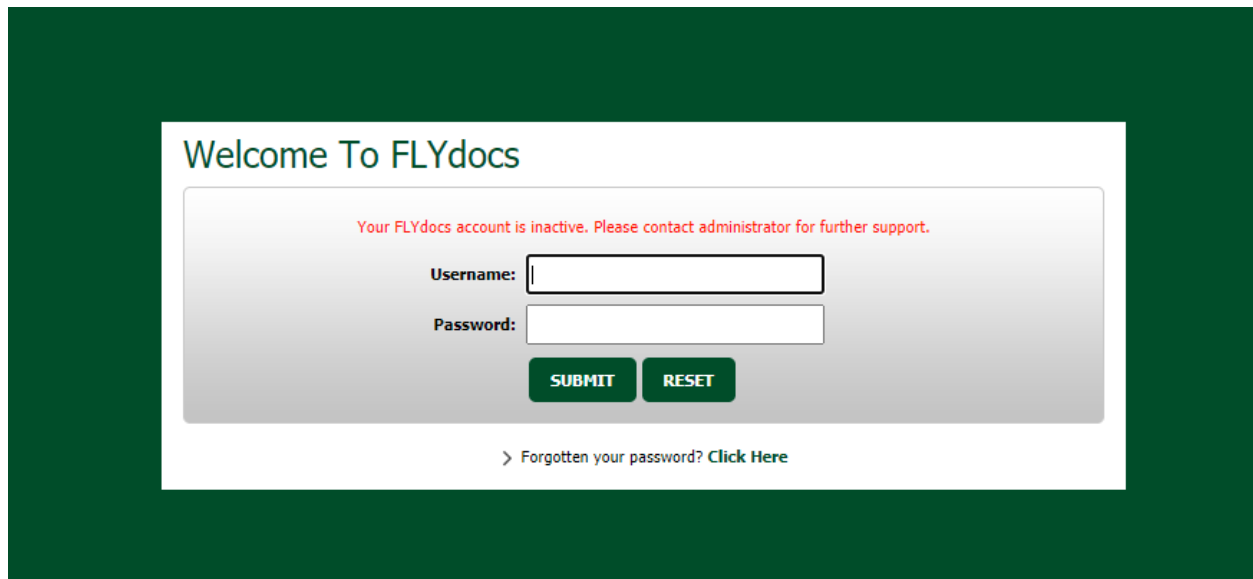 Welcome To FLYdocs
Your FLYdocs account is inactive. Please contact administrator for further support.
Username:
Password:
SUBMIT RESET
Forgotten your password? Click Here